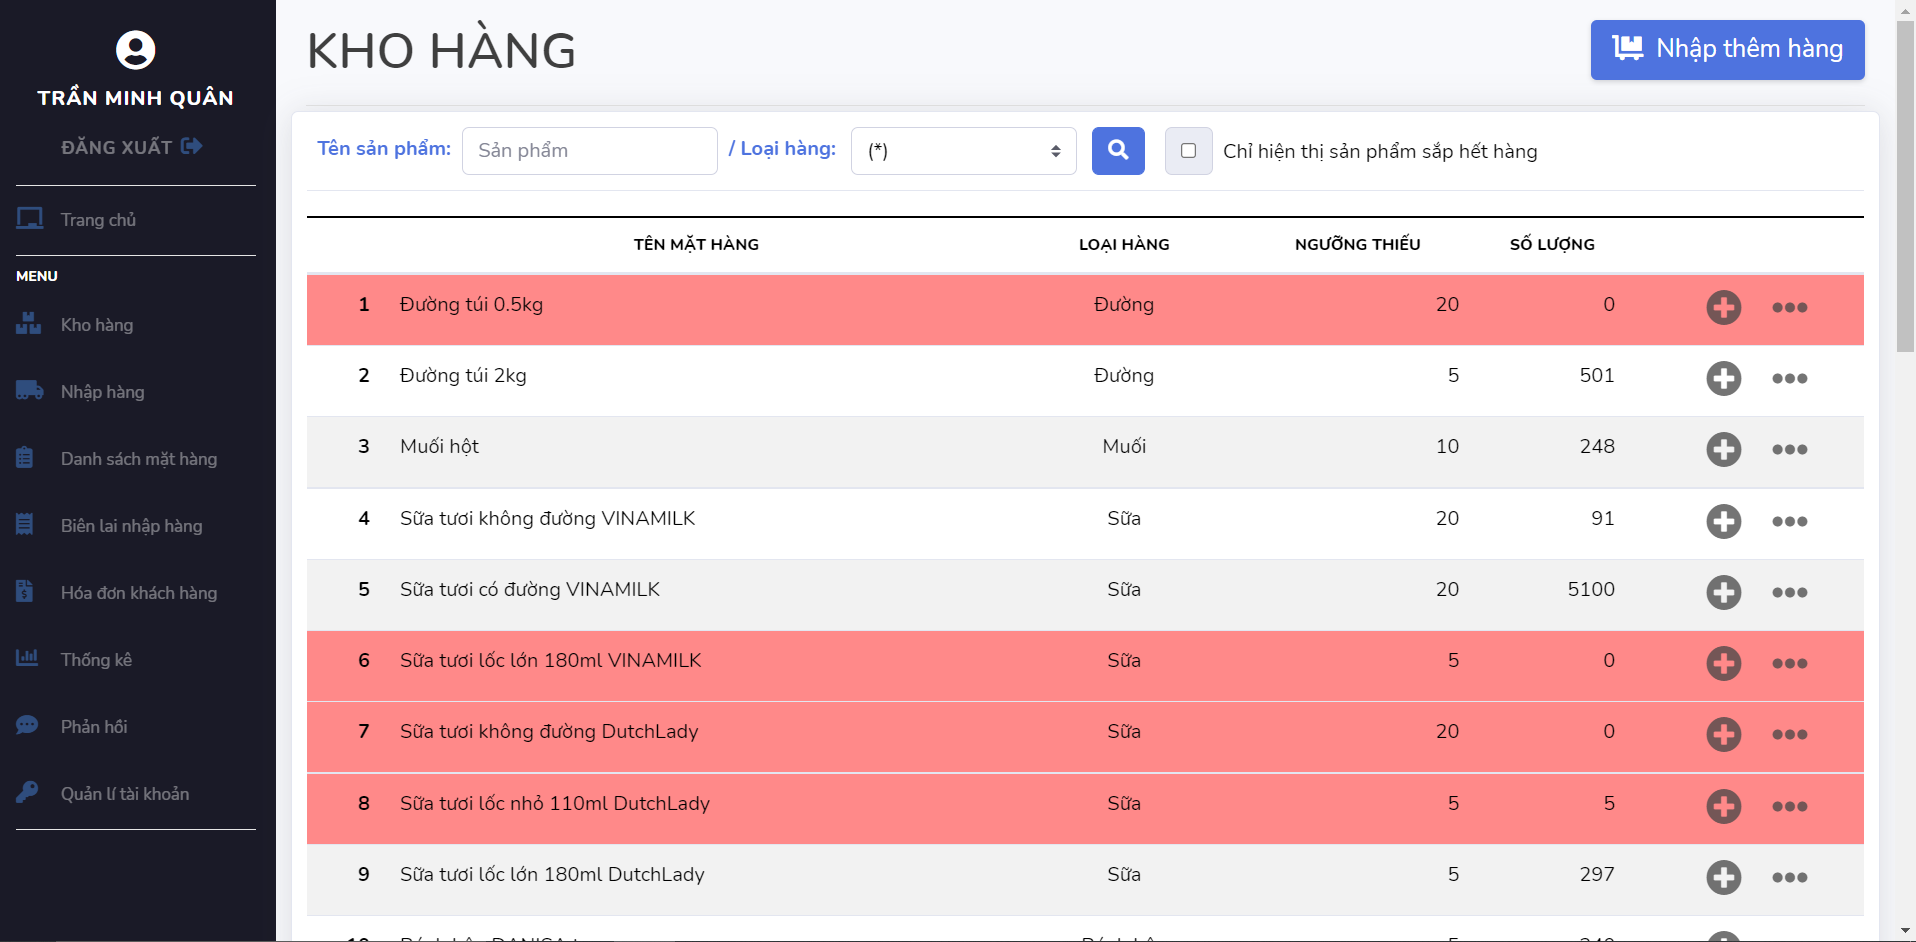 TRẦN MINH QUÂN
ĐĂNG XUẤT
Trang chủ
MENU
Kho hàng
Nhập hàng
Danh sách mặt hàng
Biên lai nhập hàng
Hóa đơn khách hàng
Thống kê
Phản hồi
Quản lí tài khoản
KHO HÀNG
Nhập thêm hàng
Tên sản phẩm: Sản phẩm / Loại hàng: (*) Chỉ hiện thị sản phẩm sắp hết hàng
TÊN MẶT HÀNG LOẠI HÀNG NGƯỠNG THIẾU SỐ LƯỢNG
1 Đường túi 0.5kg Đường 20 0
2 Đường túi 2kg Đường 5 501
3 Muối hột Muối 10 248
4 Sữa tươi không đường VINAMILK Sữa 20 91
5 Sữa tươi có đường VINAMILK Sữa 20 5100
6 Sữa tươi lốc lớn 180ml VINAMILK Sữa 5 0
7 Sữa tươi không đường DutchLady Sữa 20 0
8 Sữa tươi lốc nhỏ 110ml DutchLady Sữa 5 5
9 Sữa tươi lốc lớn 180ml DutchLady Sữa 5 297